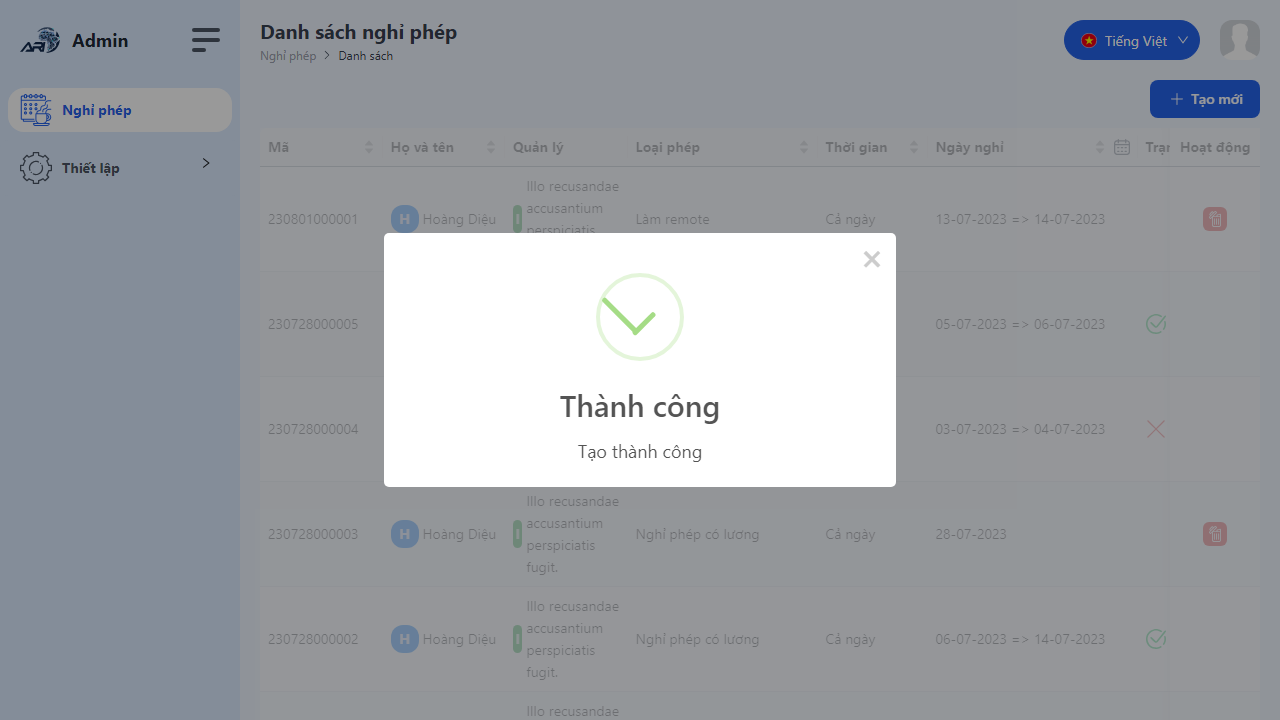 ARI Admin
Danh sách nghỉ phép
Nghỉ phép > Danh sách
Tiếng Việt
Nghỉ phép
Thiết lập
Tạo mới
Mã Họ và tên Quản lý Loại phép Thời gian Ngày nghỉ Trạn Hoạt động
230801000001 H Hoàng Diệu I Illo recusandae accusantium perspiciatis Làm remote Cả ngày 13-07-2023 => 14-07-2023
230728000005 05-07-2023 => 06-07-2023
230728000004 03-07-2023 => 04-07-2023
Thành công
Tạo thành công
230728000003 H Hoàng Diệu I Illo recusandae accusantium perspiciatis fugit. Nghỉ phép có lương Cả ngày 28-07-2023
230728000002 H Hoàng Diệu I Illo recusandae accusantium perspiciatis fugit. Nghỉ phép có lương Cả ngày 06-07-2023 => 14-07-2023
Illo recusandae